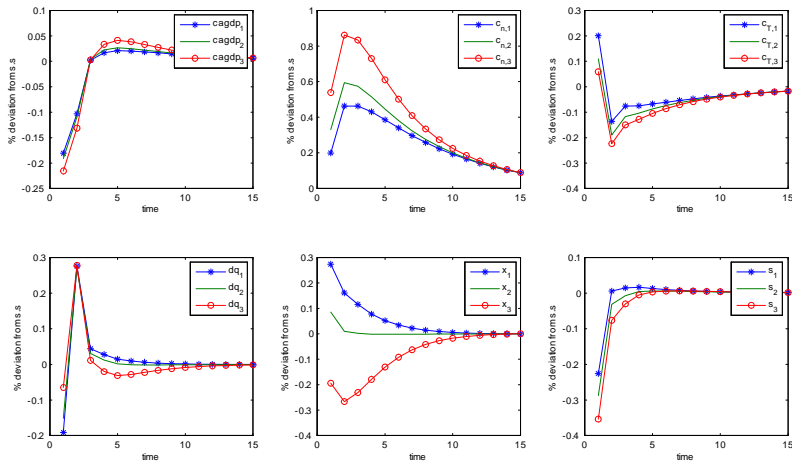 0.1
0.05
0
-0.05
-0.1
-0.15
-0.2
-0.25
% deviation from s.s
0 5 10 15
time
cagdp1
cagdp2
cagdp3
1
0.8
0.6
0.4
0.2
0
% deviation from s.s
0 5 10 15
time
cn,1
cn,2
cn,3
0.3
0.2
0.1
0
-0.1
-0.2
-0.3
-0.4
% deviation from s.s
0 5 10 15
time
cT,1
cT,2
cT,3
0.3
0.2
0.1
0
-0.1
-0.2
% deviation from s.s
0 5 10 15
time
dq1
dq2
dq3
0.3
0.2
0.1
0
-0.1
-0.2
-0.3
-0.4
% deviation from s.s
0 5 10 15
time
x1
x2
x3
0.1
0
-0.1
-0.2
-0.3
-0.4
% deviation from s.s
0 5 10 15
time
s1
s2
s3